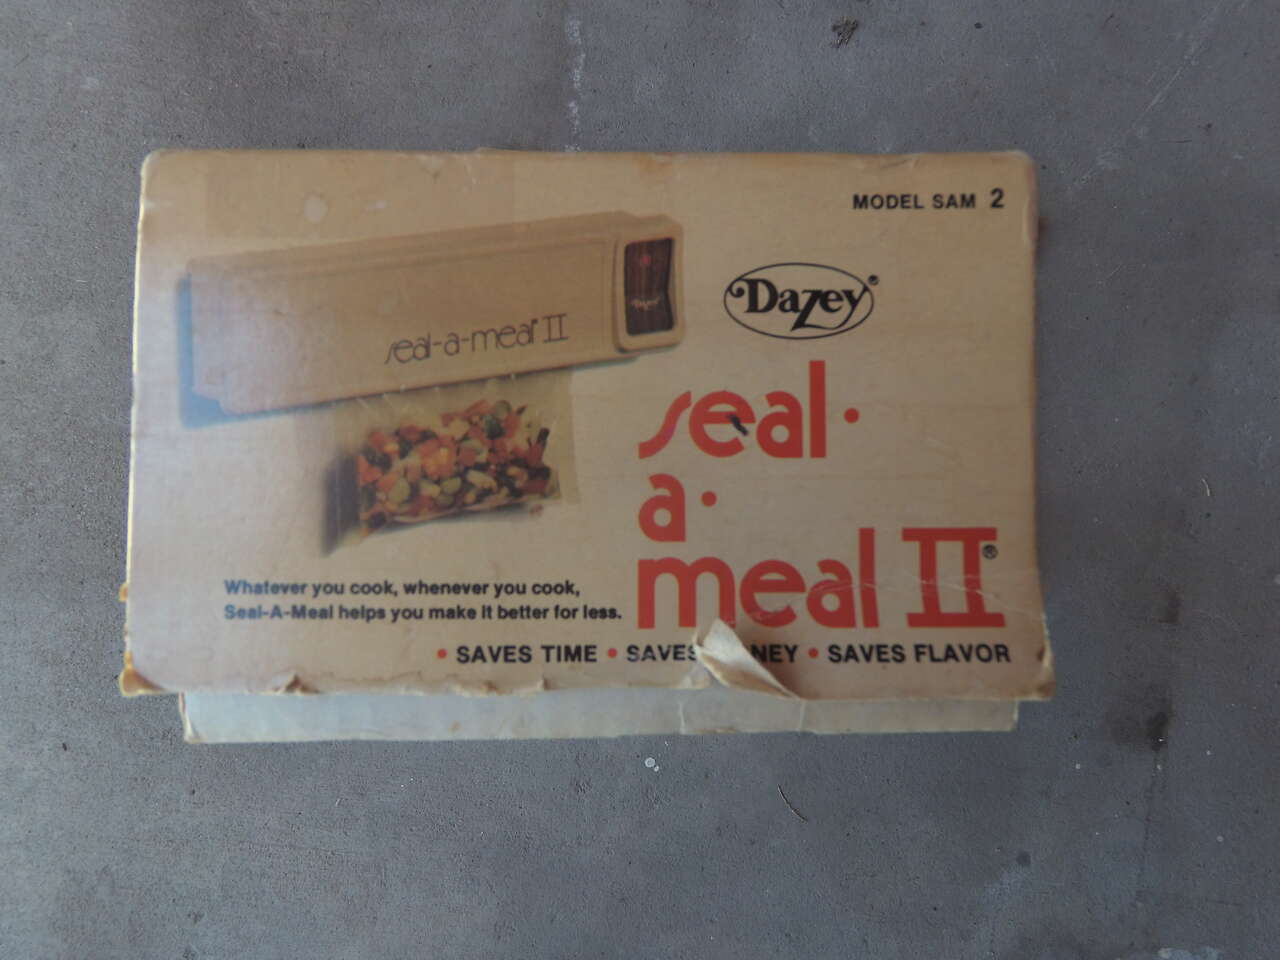 MODEL SAM 2
Dazey®
seal-a-meal II
seal·
a·
meal II®
Whatever you cook, whenever you cook,
Seal-A-Meal helps you make it better for less.
• SAVES TIME • SAVES NEY • SAVES FLAVOR